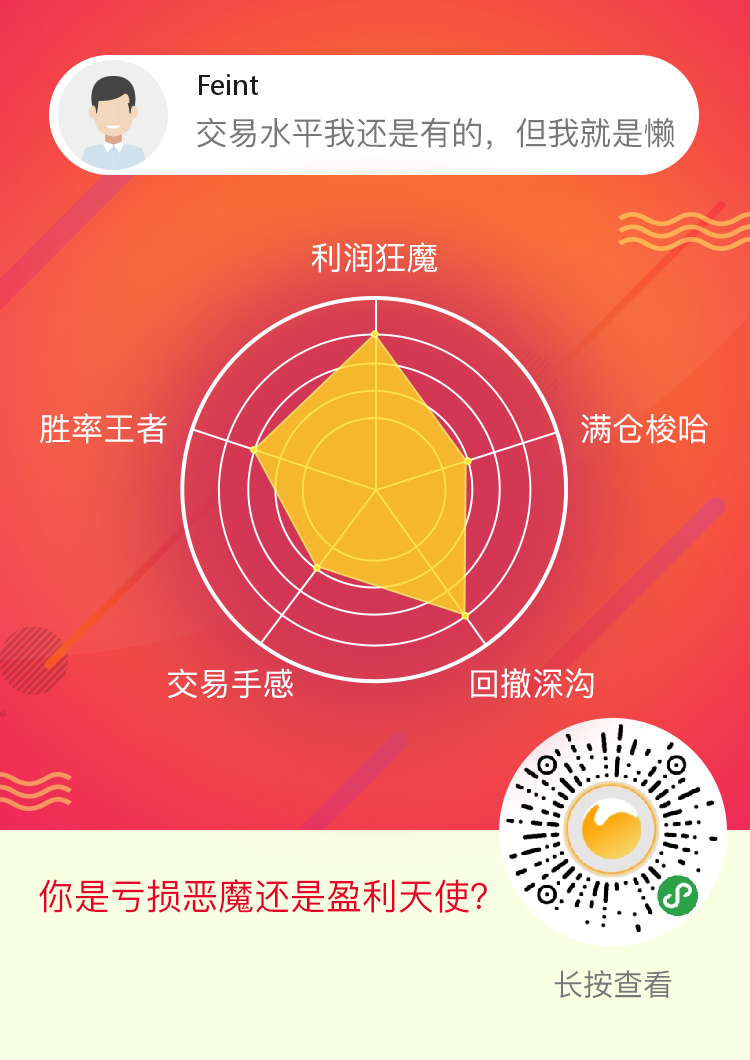 Feint
交易水平我还是有的，但我就是懒
利润狂魔
胜率王者
满仓梭哈
交易手感
回撤深沟
你是亏损恶魔还是盈利天使？
长按查看